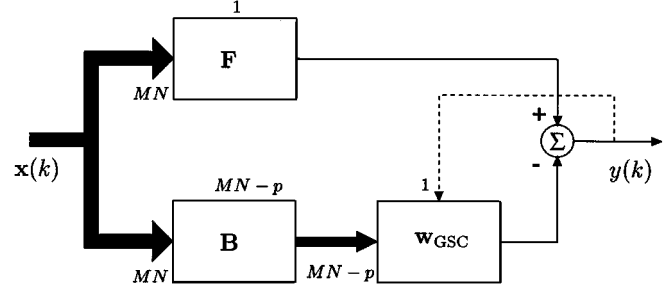 1
F
MN
+
Σ
-
x(k)
y(k)
MN - p
1
B
w_GSC
MN
MN - p